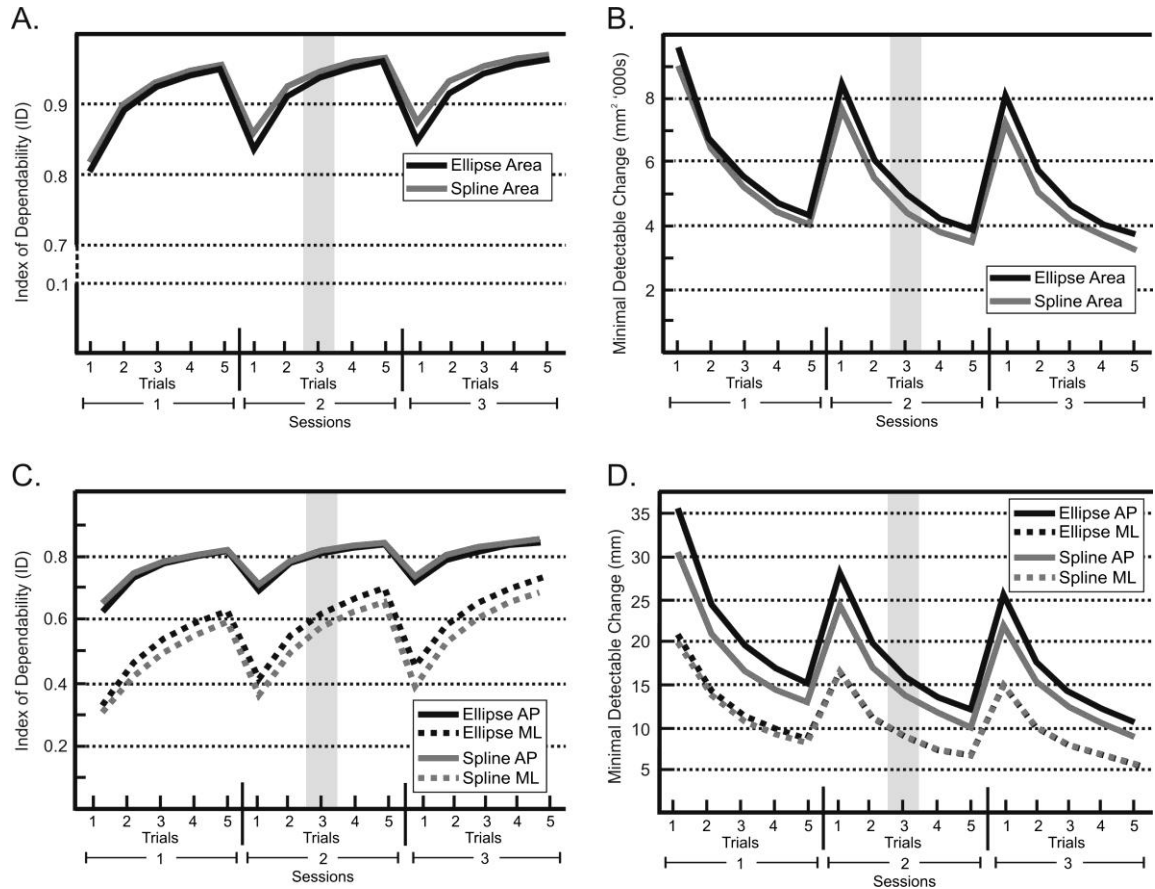 A.
Index of Dependability (ID)
0.9
0.8
0.7
0.1
Ellipse Area
Spline Area
1 2 3 4 5 1 2 3 4 5 1 2 3 4 5
Trials Trials Trials
1 2 3
Sessions
B.
Minimal Detectable Change (mm² ‘000s)
8
6
4
2
Ellipse Area
Spline Area
1 2 3 4 5 1 2 3 4 5 1 2 3 4 5
Trials Trials Trials
1 2 3
Sessions
C.
Index of Dependability (ID)
0.8
0.6
0.4
0.2
Ellipse AP
Ellipse ML
Spline AP
Spline ML
1 2 3 4 5 1 2 3 4 5 1 2 3 4 5
Trials Trials Trials
1 2 3
Sessions
D.
Minimal Detectable Change (mm)
35
30
25
20
15
10
5
Ellipse AP
Ellipse ML
Spline AP
Spline ML
1 2 3 4 5 1 2 3 4 5 1 2 3 4 5
Trials Trials Trials
1 2 3
Sessions